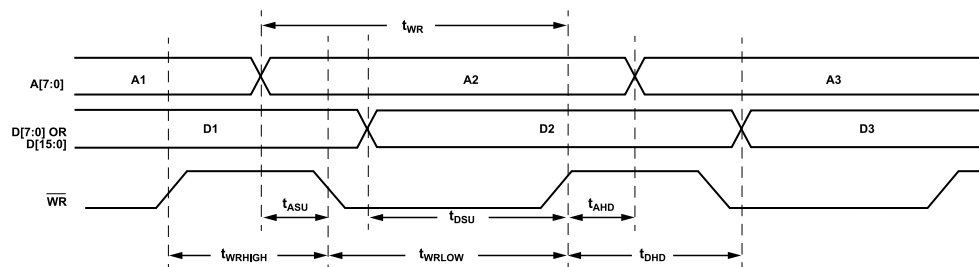 tWR
A[7:0] A1 A2 A3
D[7:0] OR
D[15:0] D1 D2 D3
WR
tASU tDSU tAHD
tWRHIGH tWRLOW tDHD